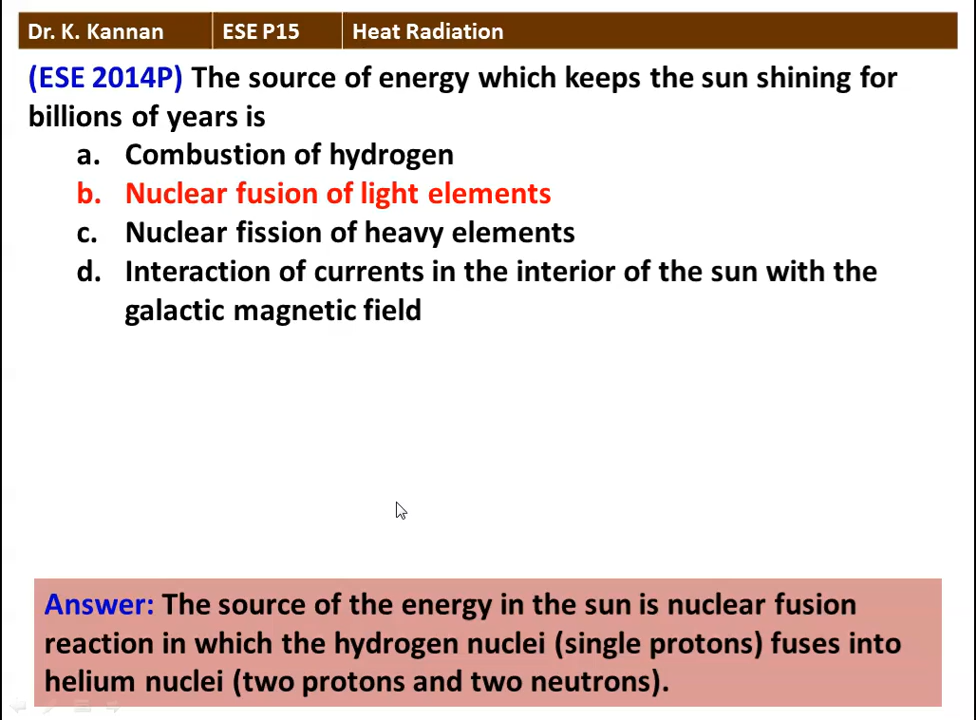 Dr. K. Kannan ESE P15 Heat Radiation
(ESE 2014P) The source of energy which keeps the sun shining for
billions of years is
a. Combustion of hydrogen
b. Nuclear fusion of light elements
c. Nuclear fission of heavy elements
d. Interaction of currents in the interior of the sun with the
galactic magnetic field
Answer: The source of the energy in the sun is nuclear fusion
reaction in which the hydrogen nuclei (single protons) fuses into
helium nuclei (two protons and two neutrons).